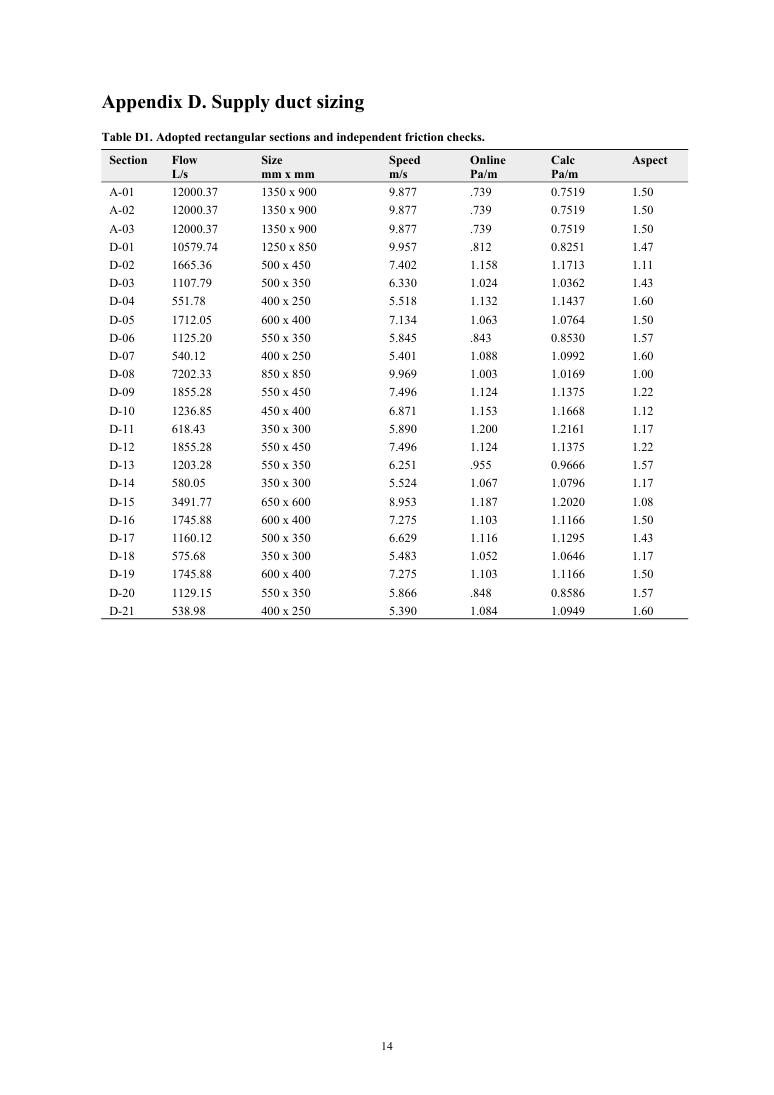 Appendix D. Supply duct sizing
Table D1. Adopted rectangular sections and independent friction checks.
Section Flow Size Speed Online Calc Aspect
L/s mm x mm m/s Pa/m Pa/m
A-01 12000.37 1350 x 900 9.877 .739 0.7519 1.50
A-02 12000.37 1350 x 900 9.877 .739 0.7519 1.50
A-03 12000.37 1350 x 900 9.877 .739 0.7519 1.50
D-01 10579.74 1250 x 850 9.957 .812 0.8251 1.47
D-02 1665.36 500 x 450 7.402 1.158 1.1713 1.11
D-03 1107.79 500 x 350 6.330 1.024 1.0362 1.43
D-04 551.78 400 x 250 5.518 1.132 1.1437 1.60
D-05 1712.05 600 x 400 7.134 1.063 1.0764 1.50
D-06 1125.20 550 x 350 5.845 .843 0.8530 1.57
D-07 540.12 400 x 250 5.401 1.088 1.0992 1.60
D-08 7202.33 850 x 850 9.969 1.003 1.0169 1.00
D-09 1855.28 550 x 450 7.496 1.124 1.1375 1.22
D-10 1236.85 450 x 400 6.871 1.153 1.1668 1.12
D-11 618.43 350 x 300 5.890 1.200 1.2161 1.17
D-12 1855.28 550 x 450 7.496 1.124 1.1375 1.22
D-13 1203.28 550 x 350 6.251 .955 0.9666 1.57
D-14 580.05 350 x 300 5.524 1.067 1.0796 1.17
D-15 3491.77 650 x 600 8.953 1.187 1.2020 1.08
D-16 1745.88 600 x 400 7.275 1.103 1.1166 1.50
D-17 1160.12 500 x 350 6.629 1.116 1.1295 1.43
D-18 575.68 350 x 300 5.483 1.052 1.0646 1.17
D-19 1745.88 600 x 400 7.275 1.103 1.1166 1.50
D-20 1129.15 550 x 350 5.866 .848 0.8586 1.57
D-21 538.98 400 x 250 5.390 1.084 1.0949 1.60
14